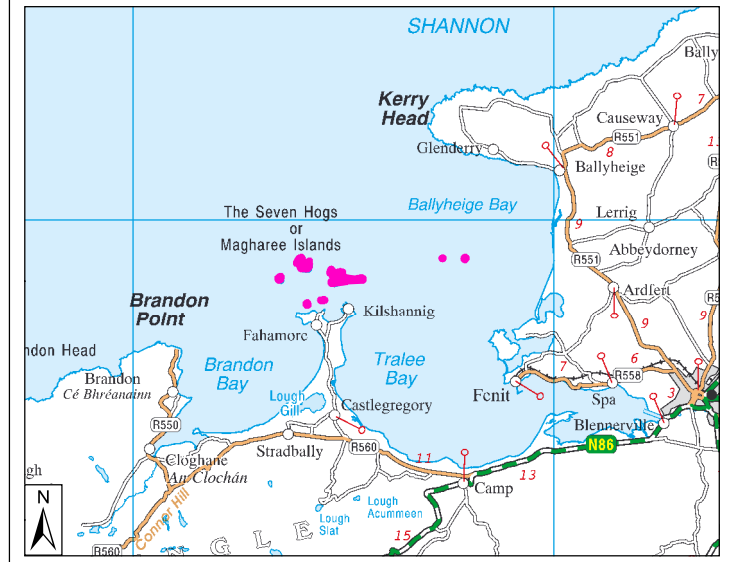 SHANNON
Bally
Kerry
Head
7
Causeway
R551
8
Glenderry
Ballyheige
The Seven Hogs
or
Magharee Islands
Ballyheige Bay
Lerrig
9
Abbeydorney
R551
Ardfert
Brandon
Point
Kilshannig
Fahamore
9
9
ndon Head
Brandon
Bay
Tralee
Bay
Brandon
Cé Bhréanainn
7
6
R558
Fenit
Spa
3
Lough
Gill
Castlegregory
Blennerville
R550
Stradbally
R560
N86
Cloghane
An Clochán
11
13
gh
Camp
Conner Hill
Lough
Acummeen
Lough
Slat
N
15
R560
G L E